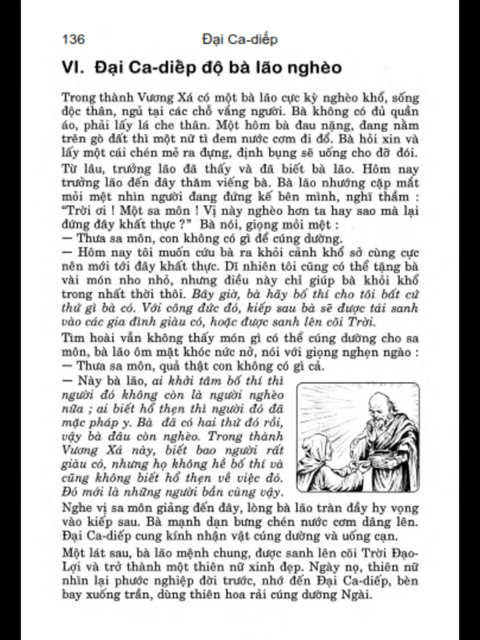 136 Đại Ca-diếp
VI. Đại Ca-diếp độ bà lão nghèo
Trong thành Vương Xá có một bà lão cực kỳ nghèo khổ, sống
độc thân, ngủ tại các chỗ vắng người. Bà không có đủ quần
áo, phải lấy lá che thân. Một hôm bà đau nặng, đang nằm
trên gò đất thì một nữ tì đem nước cơm đi đổ. Bà hỏi xin và
lấy một cái chén mẻ ra đựng, định bụng sẽ uống cho đỡ đói.
Từ lâu, trưởng lão đã thấy và đã biết bà lão. Hôm nay
trưởng lão đến đây thăm viếng bà. Bà lão nhướng cặp mắt
mỏi mệt nhìn người đang đứng kế bên mình, nghĩ thầm :
“Trời ơi ! Một sa môn ! Vị này nghèo hơn ta hay sao mà lại
đứng đây khất thực ?” Bà nói, giọng mỏi mệt :
– Thưa sa môn, con không có gì để cúng dường.
– Hôm nay tôi muốn cứu bà ra khỏi cảnh khổ sở cùng cực
nên mới tới đây khất thực. Dĩ nhiên tôi cũng có thể tặng bà
vài món nho nhỏ, nhưng điều này chỉ giúp bà khỏi khổ
trong nhất thời thôi. Bây giờ, bà hãy bố thí cho tôi bất cứ
thứ gì bà có. Với công đức đó, kiếp sau bà sẽ được tái sanh
vào các gia đình giàu có, hoặc được sanh lên cõi Trời.
Tìm hoài vẫn không thấy món gì có thể cúng dường cho sa
môn, bà lão ôm mặt khóc nức nở, nói với giọng nghẹn ngào :
– Thưa sa môn, quả thật con không có gì cả.
– Này bà lão, ai khởi tâm bố thí thì
người đó không còn là người nghèo
nữa ; ai biết hổ thẹn thì người đó đã
mặc pháp y. Bà đã có hai thứ đó rồi,
vậy bà đâu còn nghèo. Trong thành
Vương Xá này, biết bao người rất
giàu có, nhưng họ không hề bố thí và
cũng không biết hổ thẹn về việc đó.
Đó mới là những người bần cùng vậy.
Nghe vị sa môn giảng đến đây, lòng bà lão tràn đầy hy vọng
vào kiếp sau. Bà mạnh dạn bưng chén nước cơm dâng lên.
Đại Ca-diếp cung kính nhận vật cúng dường và uống cạn.
Một lát sau, bà lão mệnh chung, được sanh lên cõi Trời Đạo-
Lợi và trở thành một thiên nữ xinh đẹp. Ngày nọ, thiên nữ
nhìn lại phước nghiệp đời trước, nhớ đến Đại Ca-diếp, bèn
bay xuống trần, dùng thiên hoa rải cúng dường Ngài.